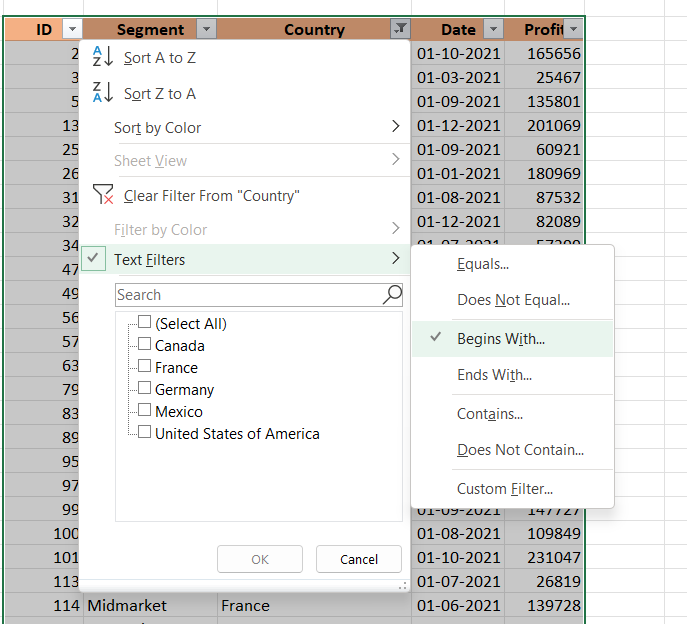 ID Segment Country Date Profit
2 01-10-2021 165656
3 01-03-2021 25467
5 01-09-2021 135801
13 01-12-2021 201069
25 01-09-2021 60921
26 01-01-2021 180969
31 01-08-2021 87532
32 01-12-2021 82089
34
47
49
56
57
63
79
83
89
95
97
99 01-09-2021 147727
100 01-08-2021 109849
101 01-10-2021 231047
113 01-07-2021 26819
114 Midmarket France 01-06-2021 139728
Sort A to Z
Sort Z to A
Sort by Color
Sheet View
Clear Filter From "Country"
Filter by Color
Text Filters
Search
(Select All)
Canada
France
Germany
Mexico
United States of America
OK Cancel
Equals...
Does Not Equal...
Begins With...
Ends With...
Contains...
Does Not Contain...
Custom Filter...